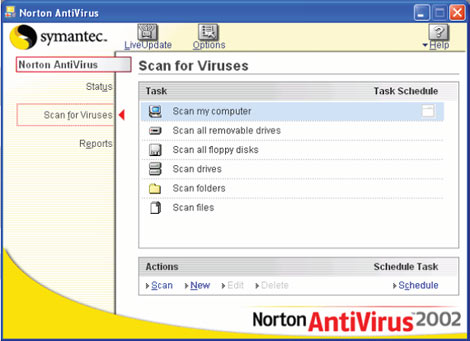 Norton AntiVirus
symantec™
LiveUpdate Options Help
Norton AntiVirus
Status
Scan for Viruses
Reports
Scan for Viruses
Task Task Schedule
Scan my computer
Scan all removable drives
Scan all floppy disks
Scan drives
Scan folders
Scan files
Actions Schedule Task
Scan New Edit Delete Schedule
Norton AntiVirus™ 2002